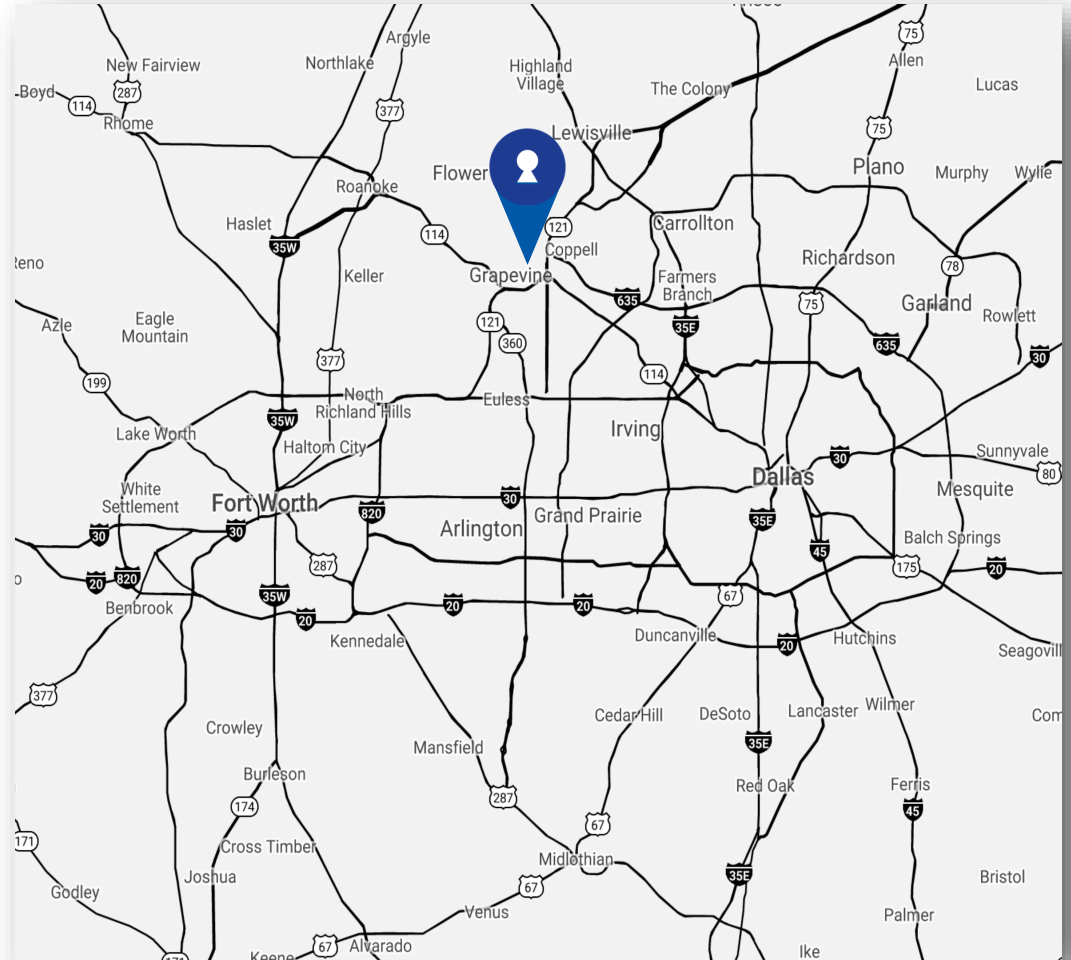 Argyle
75
New Fairview
Northlake
Highland
Village
Allen
Boyd
287
The Colony
Lucas
114
377
Rhome
75
Lewisville
Plano
Flower
Murphy
Wylie
Roanoke
Haslet
114
121
Carrollton
35W
Coppell
Richardson
Keller
Grapevine
Farmers
Branch
78
635
75
Garland
Azle
Eagle
Mountain
121
35E
Rowlett
360
635
377
30
199
114
North
Richland Hills
Euless
35W
Lake Worth
Haltom City
Irving
30
Sunnyvale
80
White
Settlement
Fort Worth
30
Dallas
Mesquite
820
Arlington
Grand Prairie
35E
30
30
45
Balch Springs
287
175
20
820
20
35W
67
Benbrook
20
20
20
Kennedale
Duncanville
20
Hutchins
377
Crowley
Cedar Hill
DeSoto
Lancaster
Wilmer
Mansfield
35E
Burleson
287
Red Oak
Ferris
174
67
45
171
Cross Timber
Midlothian
Joshua
35E
Godley
67
Bristol
Venus
Palmer
67
Alvarado
Ike